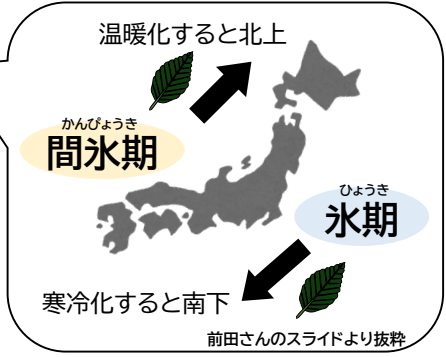 温暖化すると北上
かんぴょうき
間氷期
ひょうき
氷期
寒冷化すると南下
前田さんのスライドより抜粋